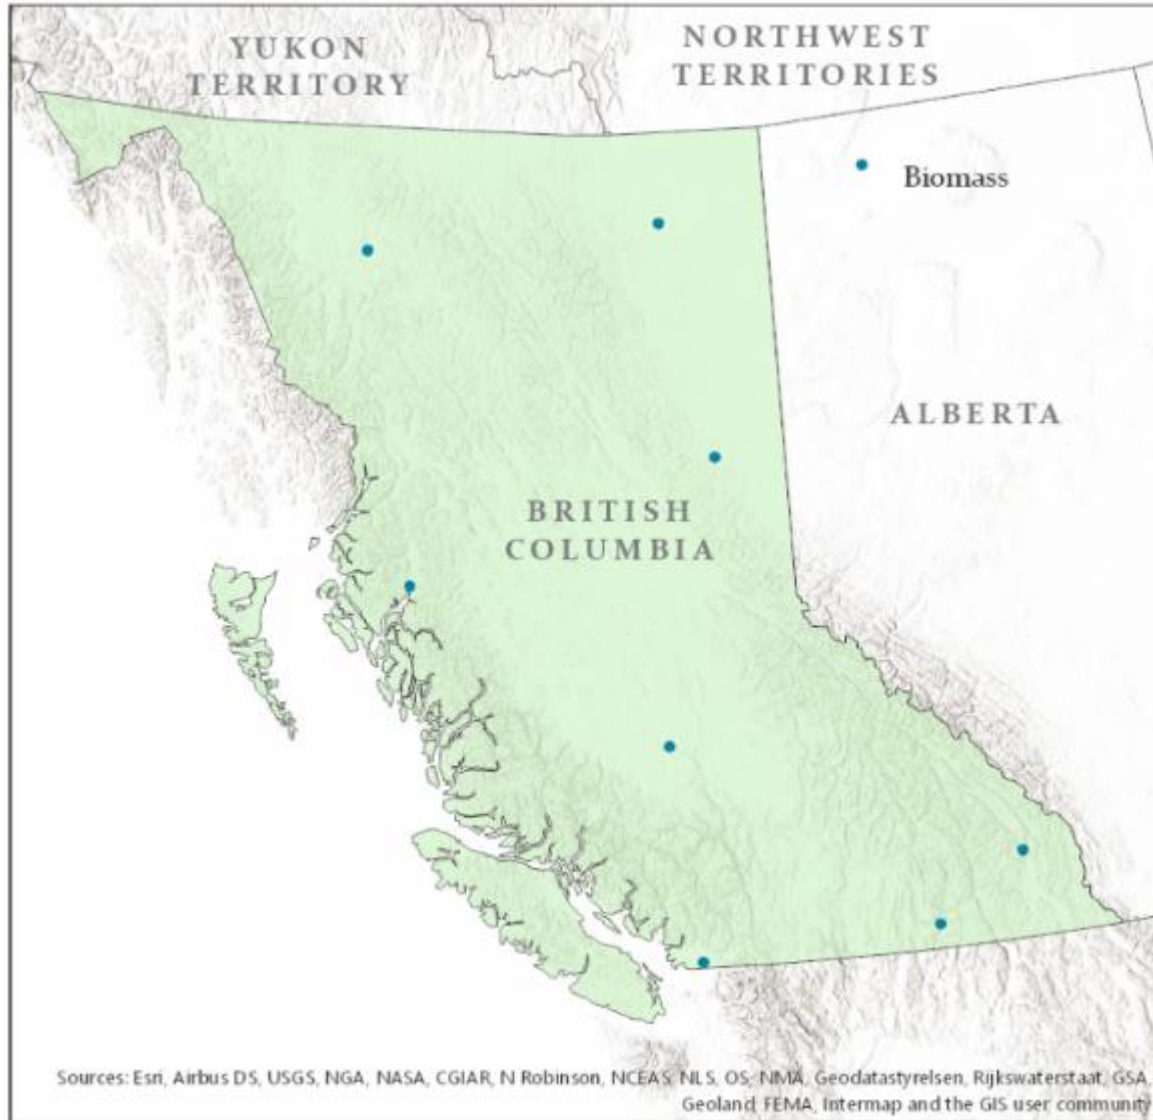 YUKON
TERRITORY
NORTHWEST
TERRITORIES
Biomass
ALBERTA
BRITISH
COLUMBIA
Sources: Esri, Airbus DS, USGS, NGA, NASA, CGIAR, N Robinson, NCEAS, NLS, OS, NMA, Geodatastyrelsen, Rijkswaterstaat, GSA,
Geoland, FEMA, Intermap and the GIS user community